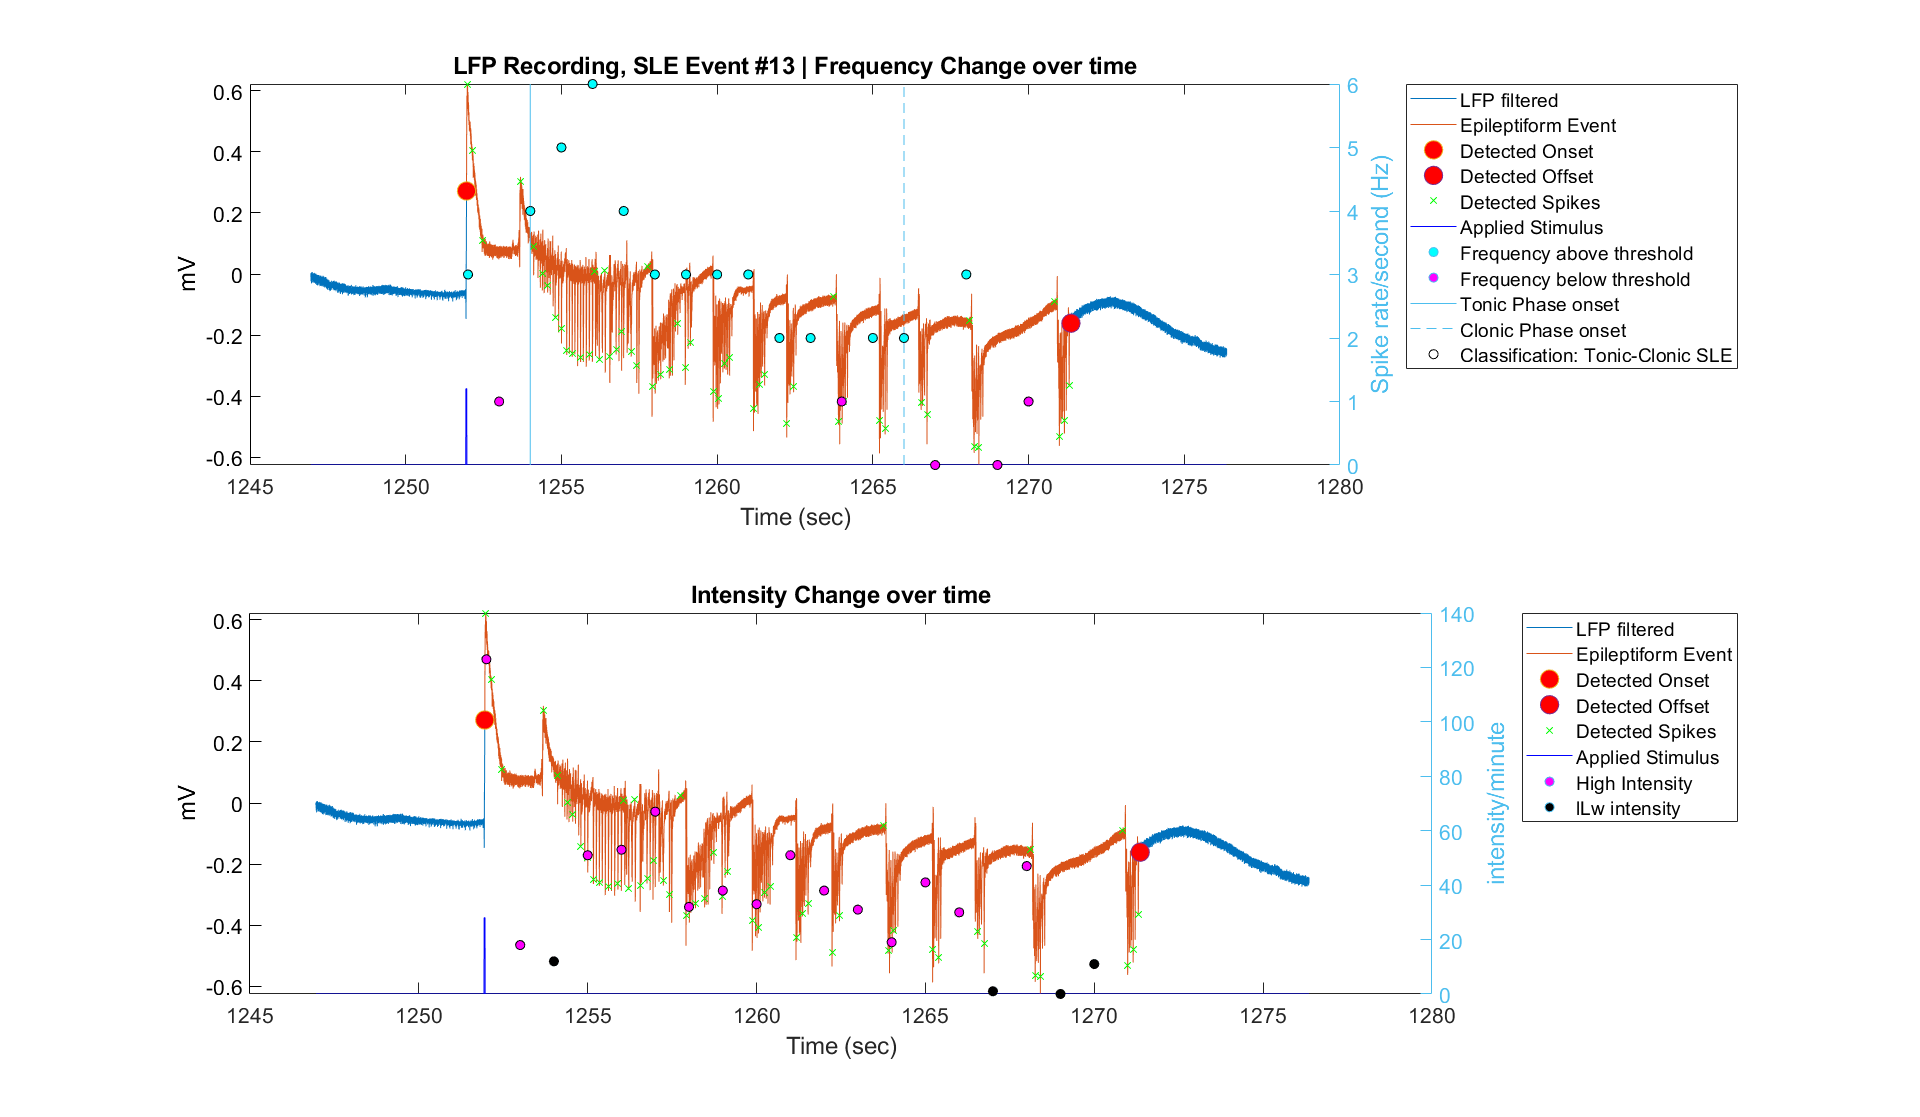 LFP Recording, SLE Event #13 | Frequency Change over time
0.6
0.4
0.2
0
-0.2
-0.4
-0.6
mV
6
5
4
3
2
1
0
Spike rate/second (Hz)
1245 1250 1255 1260 1265 1270 1275 1280
Time (sec)
LFP filtered
Epileptiform Event
Detected Onset
Detected Offset
Detected Spikes
Applied Stimulus
Frequency above threshold
Frequency below threshold
Tonic Phase onset
Clonic Phase onset
Classification: Tonic-Clonic SLE
Intensity Change over time
0.6
0.4
0.2
0
-0.2
-0.4
-0.6
mV
140
120
100
80
60
40
20
0
intensity/minute
1245 1250 1255 1260 1265 1270 1275 1280
Time (sec)
LFP filtered
Epileptiform Event
Detected Onset
Detected Offset
Detected Spikes
Applied Stimulus
High Intensity
lLw intensity